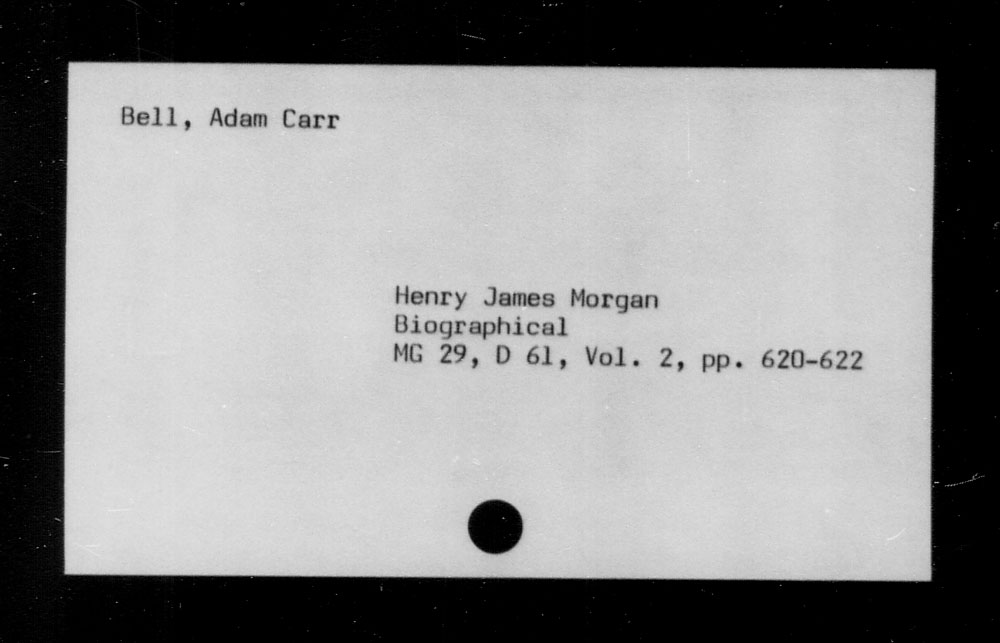 Bell, Adam Carr
Henry James Morgan
Biographical
MG 29, D 61, Vol. 2, pp. 620-622